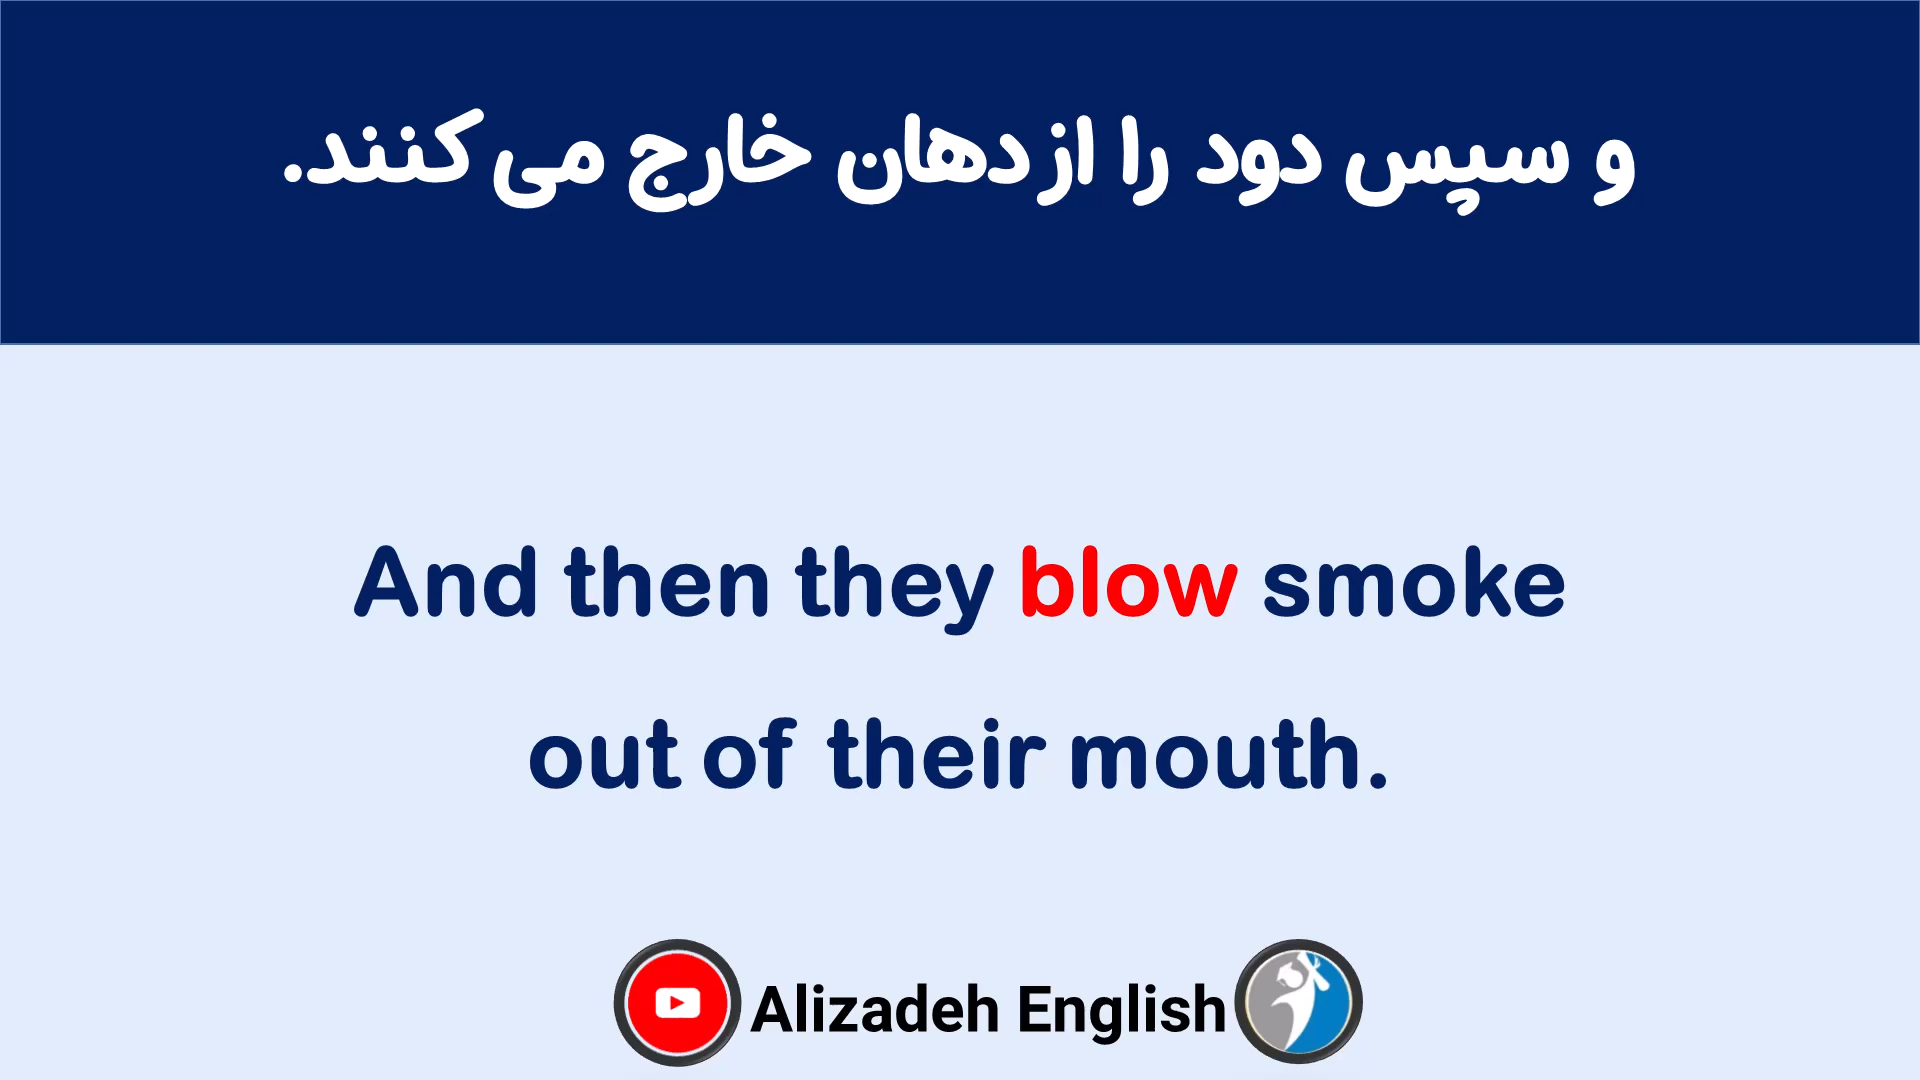 و سپس دود را از دهان خارج می‌کنند.
And then they blow smoke
out of their mouth.
Alizadeh English